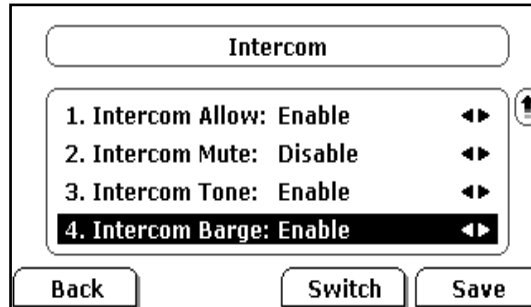 Intercom
1. Intercom Allow: Enable
2. Intercom Mute: Disable
3. Intercom Tone: Enable
4. Intercom Barge: Enable
Back Switch Save